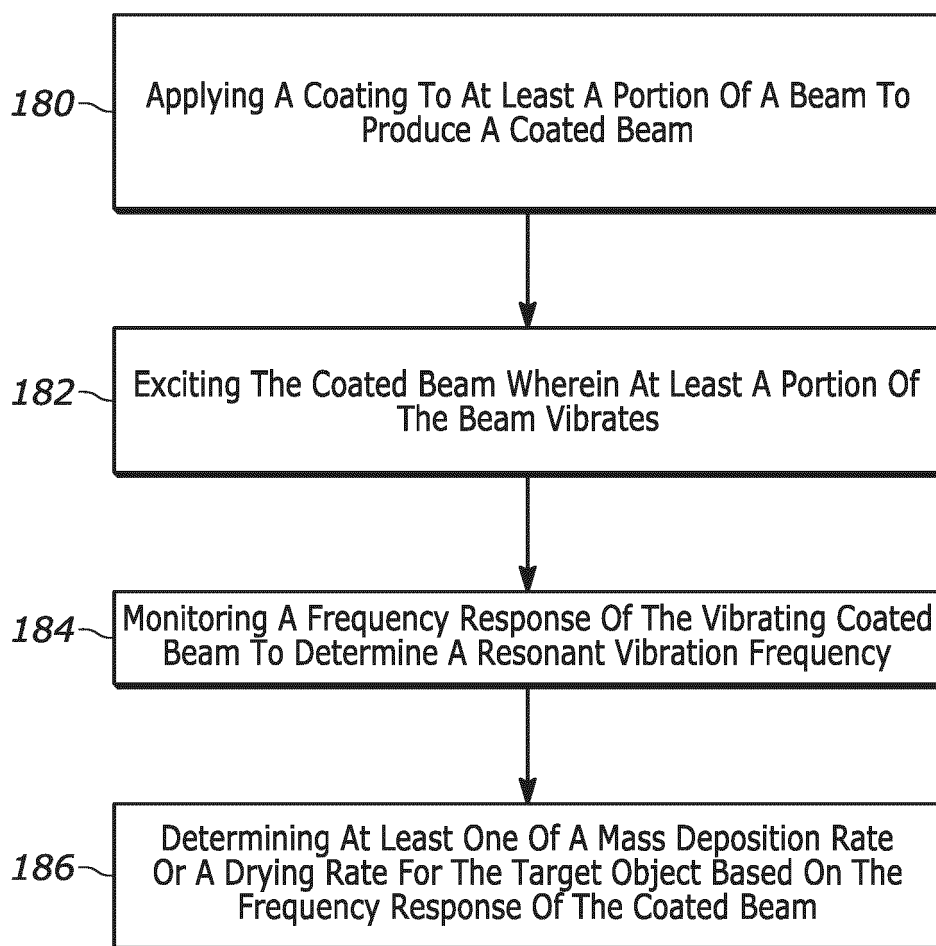 180
Applying A Coating To At Least A Portion Of A Beam To
Produce A Coated Beam
182
Exciting The Coated Beam Wherein At Least A Portion Of
The Beam Vibrates
184
Monitoring A Frequency Response Of The Vibrating Coated
Beam To Determine A Resonant Vibration Frequency
186
Determining At Least One Of A Mass Deposition Rate
Or A Drying Rate For The Target Object Based On The
Frequency Response Of The Coated Beam